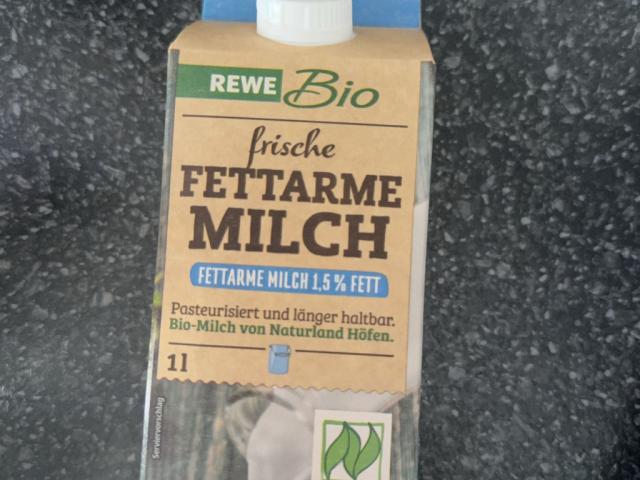 REWE Bio
frische
FETTARME
MILCH
FETTARME MILCH 1,5 % FETT
Pasteurisiert und länger haltbar.
Bio-Milch von Naturland Höfen.
1l
Serviervorschlag